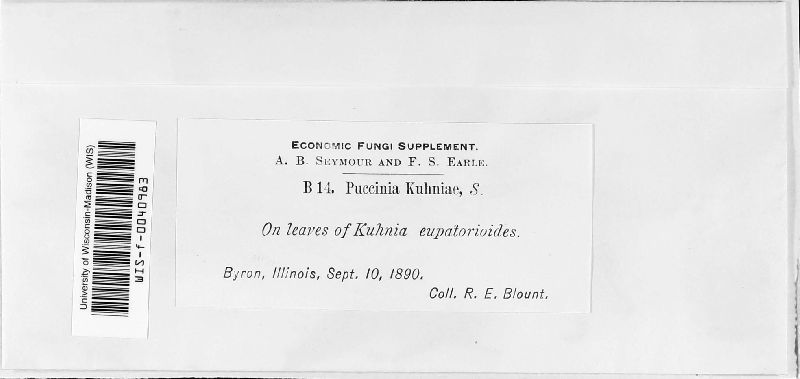 University of Wisconsin-Madison (WIS)
WIS-f-0040963
ECONOMIC FUNGI SUPPLEMENT.
A. B. SEYMOUR AND F. S. EARLE.
B 14. Puccinia Kuhniae, S.
On leaves of Kuhnia eupatorioides.
Byron, Illinois, Sept. 10, 1890.
Coll. R. E. Blount.